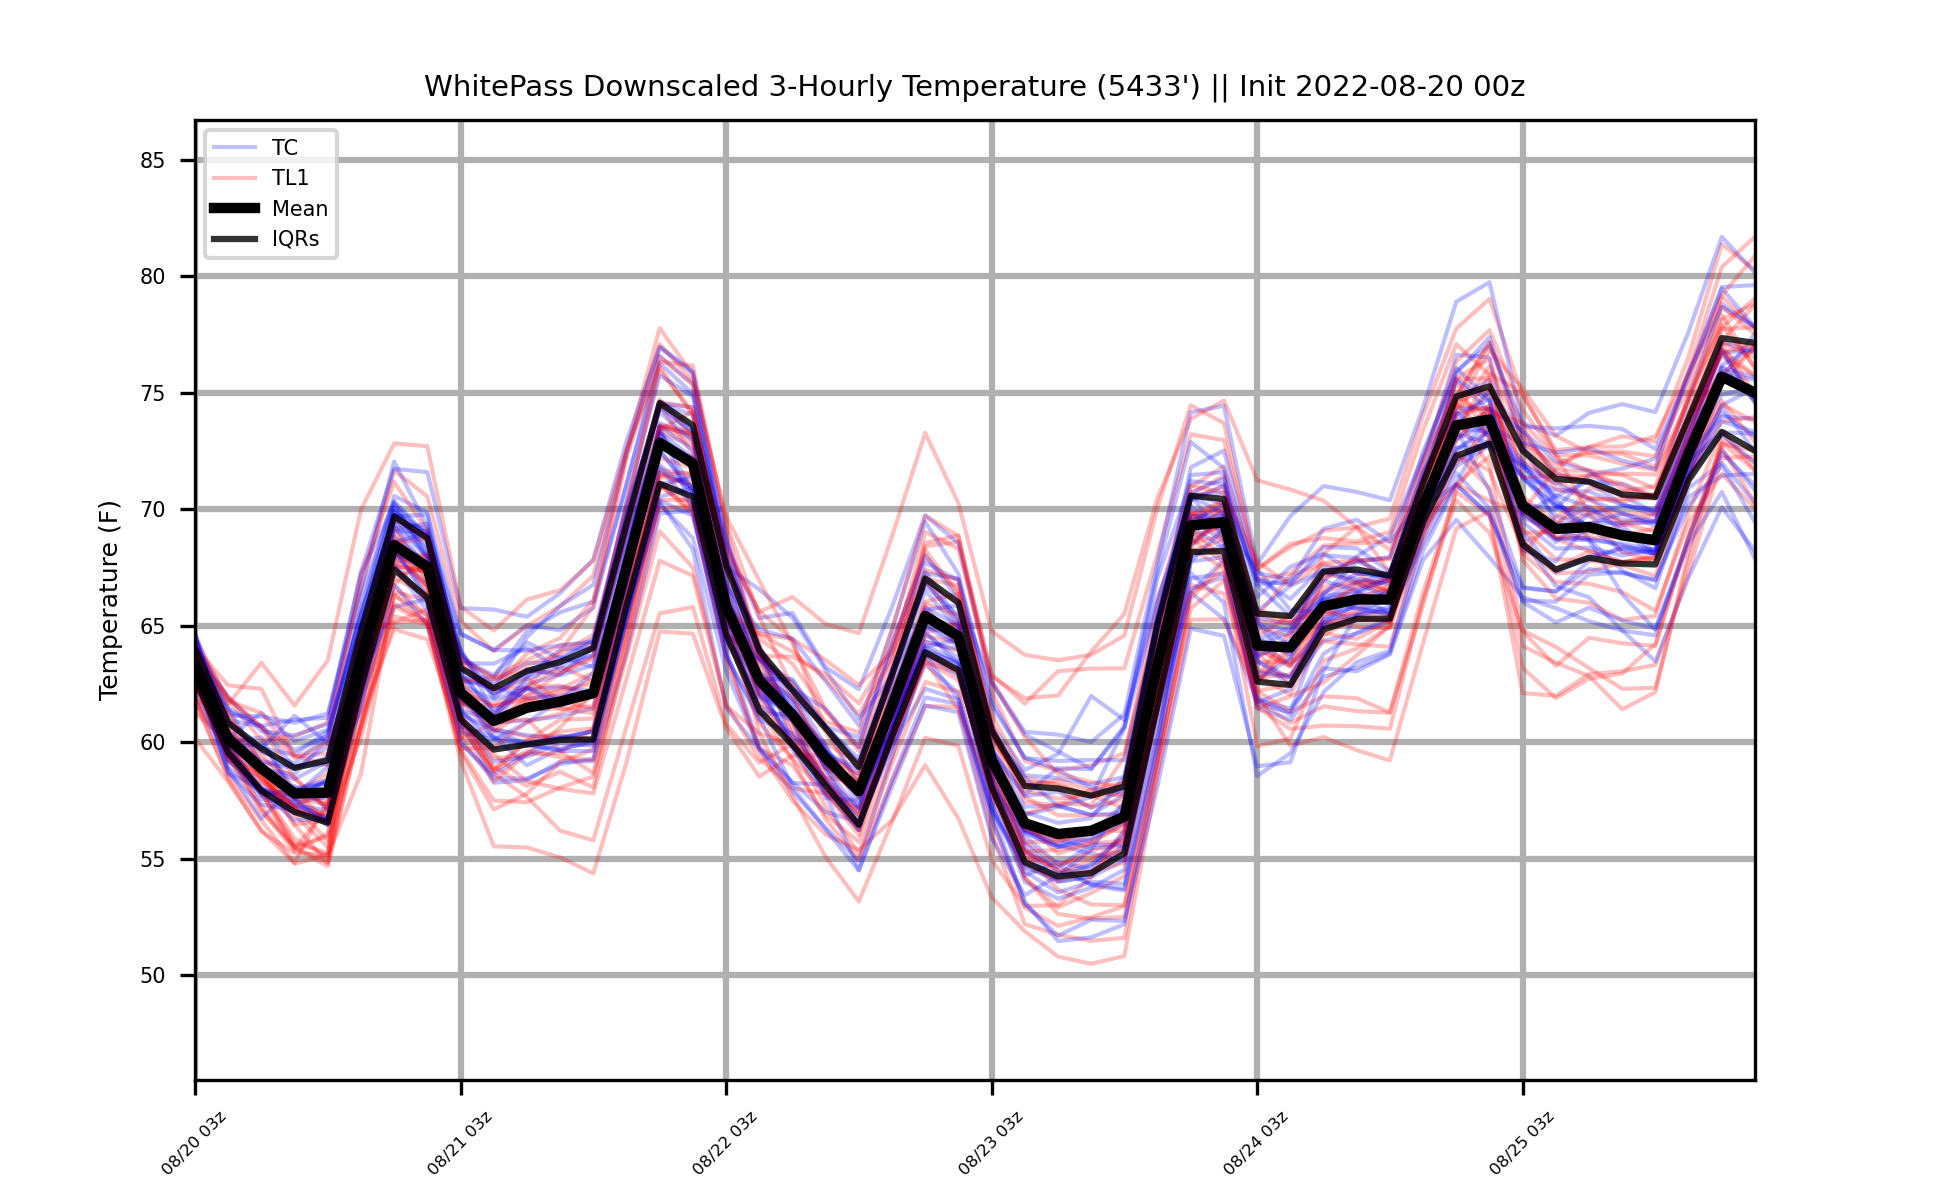 WhitePass Downscaled 3-Hourly Temperature (5433') || Init 2022-08-20 00z
TC
TL1
Mean
IQRs
Temperature (F)
85
80
75
70
65
60
55
50
08/20 03z
08/21 03z
08/22 03z
08/23 03z
08/24 03z
08/25 03z